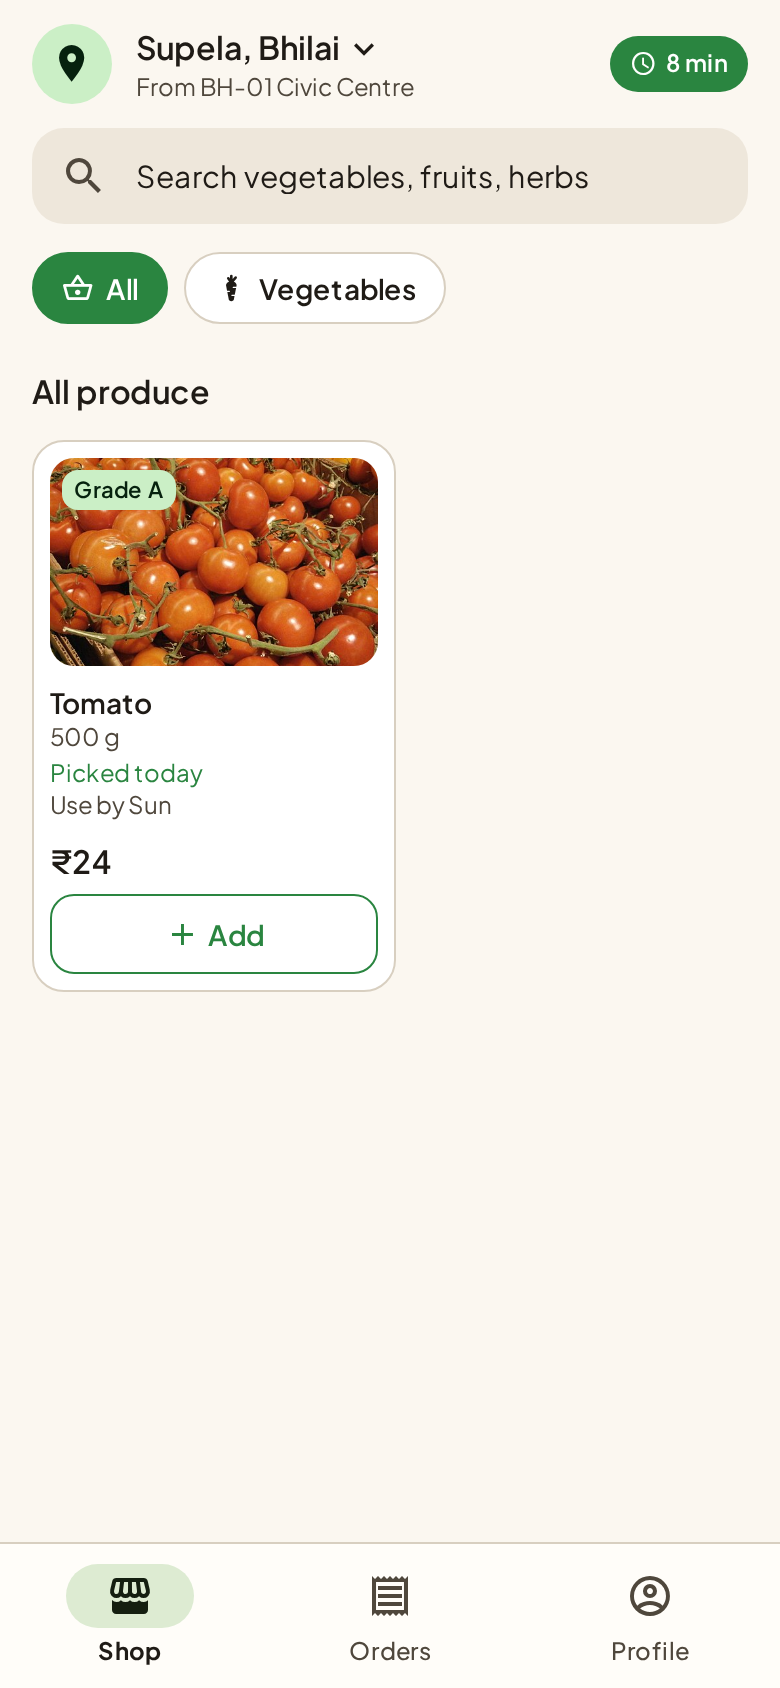 Supela, Bhilai
From BH-01 Civic Centre
8 min
Search vegetables, fruits, herbs
All
Vegetables
All produce
Grade A
Tomato
500 g
Picked today
Use by Sun
₹24
+ Add
Shop
Orders
Profile